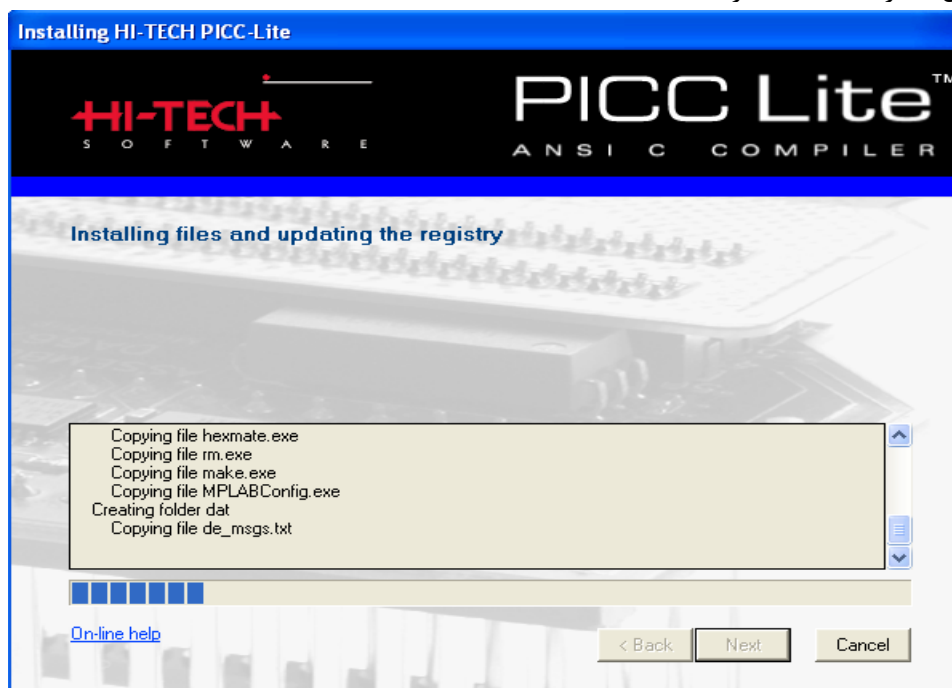 Installing HI-TECH PICC-Lite
HI-TECH
SOFTWARE
PICC Lite™
ANSI C COMPILER
Installing files and updating the registry
Copying file hexmate.exe
Copying file rm.exe
Copying file make.exe
Copying file MPLABConfig.exe
Creating folder dat
Copying file de_msgs.txt
On-line help
< Back Next Cancel